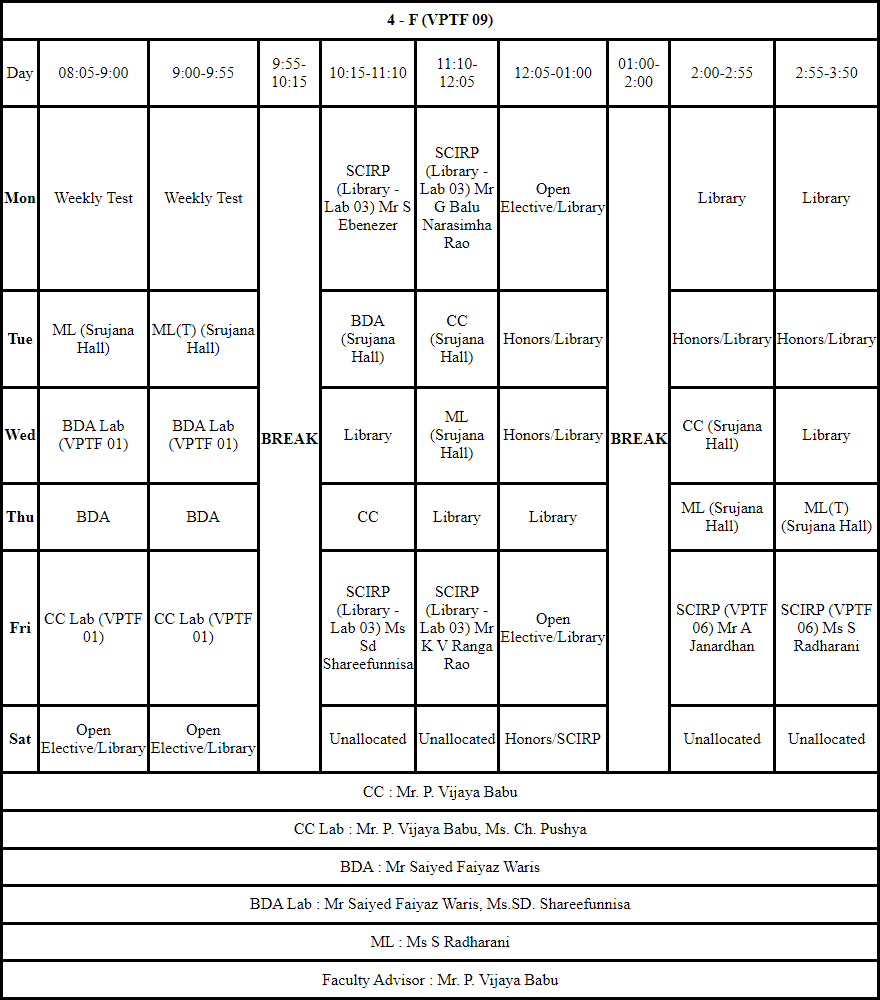 4 - F (VPTF 09)
Day 08:05-9:00 9:00-9:55 9:55-10:15 10:15-11:10 11:10-12:05 12:05-01:00 01:00-2:00 2:00-2:55 2:55-3:50
Mon Weekly Test Weekly Test SCIRP (Library - Lab 03) Mr S Ebenezer SCIRP (Library - Lab 03) Mr G Balu Narasimha Rao Open Elective/Library Library Library
Tue ML (Srujana Hall) ML(T) (Srujana Hall) BDA (Srujana Hall) CC (Srujana Hall) Honors/Library Honors/Library Honors/Library
Wed BDA Lab (VPTF 01) BDA Lab (VPTF 01) BREAK Library ML (Srujana Hall) Honors/Library BREAK CC (Srujana Hall) Library
Thu BDA BDA CC Library Library ML (Srujana Hall) ML(T) (Srujana Hall)
Fri CC Lab (VPTF 01) CC Lab (VPTF 01) SCIRP (Library - Lab 03) Ms Sd Shareefunnisa SCIRP (Library - Lab 03) Mr K V Ranga Rao Open Elective/Library SCIRP (VPTF 06) Mr A Janardhan SCIRP (VPTF 06) Ms S Radharani
Sat Open Elective/Library Open Elective/Library Unallocated Unallocated Honors/SCIRP Unallocated Unallocated
CC : Mr. P. Vijaya Babu
CC Lab : Mr. P. Vijaya Babu, Ms. Ch. Pushya
BDA : Mr Saiyed Faiyaz Waris
BDA Lab : Mr Saiyed Faiyaz Waris, Ms.SD. Shareefunnisa
ML : Ms S Radharani
Faculty Advisor : Mr. P. Vijaya Babu